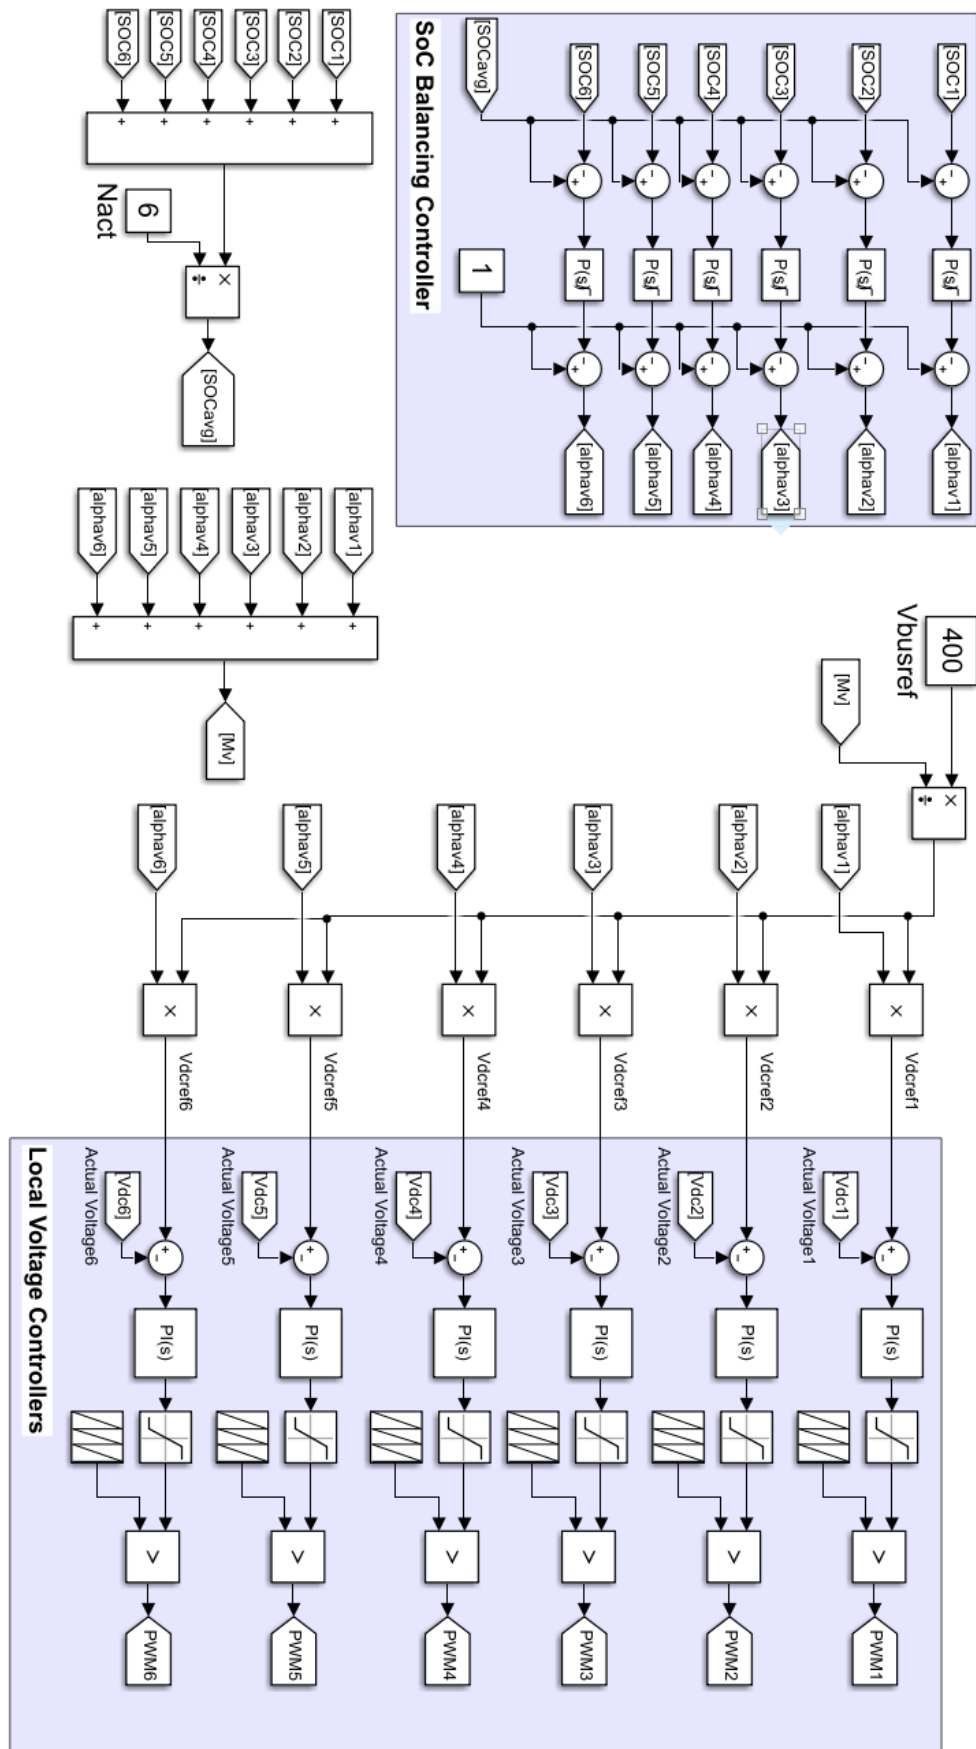 [SOC1]
P(s)
[alphav1]
[SOC2]
P(s)
[alphav2]
[SOC3]
P(s)
[alphav3]
[SOC4]
P(s)
[alphav4]
[SOC5]
P(s)
[alphav5]
[SOC6]
P(s)
[alphav6]
[SOCavg]
1
SoC Balancing Controller
[SOC1]
[SOC2]
[SOC3]
[SOC4]
[SOC5]
[SOC6]
6
Nact
×
÷
[SOCavg]
[alphav1]
[alphav2]
[alphav3]
[alphav4]
[alphav5]
[alphav6]
[Mv]
400
Vbusref
[Mv]
×
÷
[alphav1]
×
Vdcref1
[Vdc1]
Actual Voltage1
PI(s)
>
PWM1
[alphav2]
×
Vdcref2
[Vdc2]
Actual Voltage2
PI(s)
>
PWM2
[alphav3]
×
Vdcref3
[Vdc3]
Actual Voltage3
PI(s)
>
PWM3
[alphav4]
×
Vdcref4
[Vdc4]
Actual Voltage4
PI(s)
>
PWM4
[alphav5]
×
Vdcref5
[Vdc5]
Actual Voltage5
PI(s)
>
PWM5
[alphav6]
×
Vdcref6
[Vdc6]
Actual Voltage6
PI(s)
>
PWM6
Local Voltage Controllers